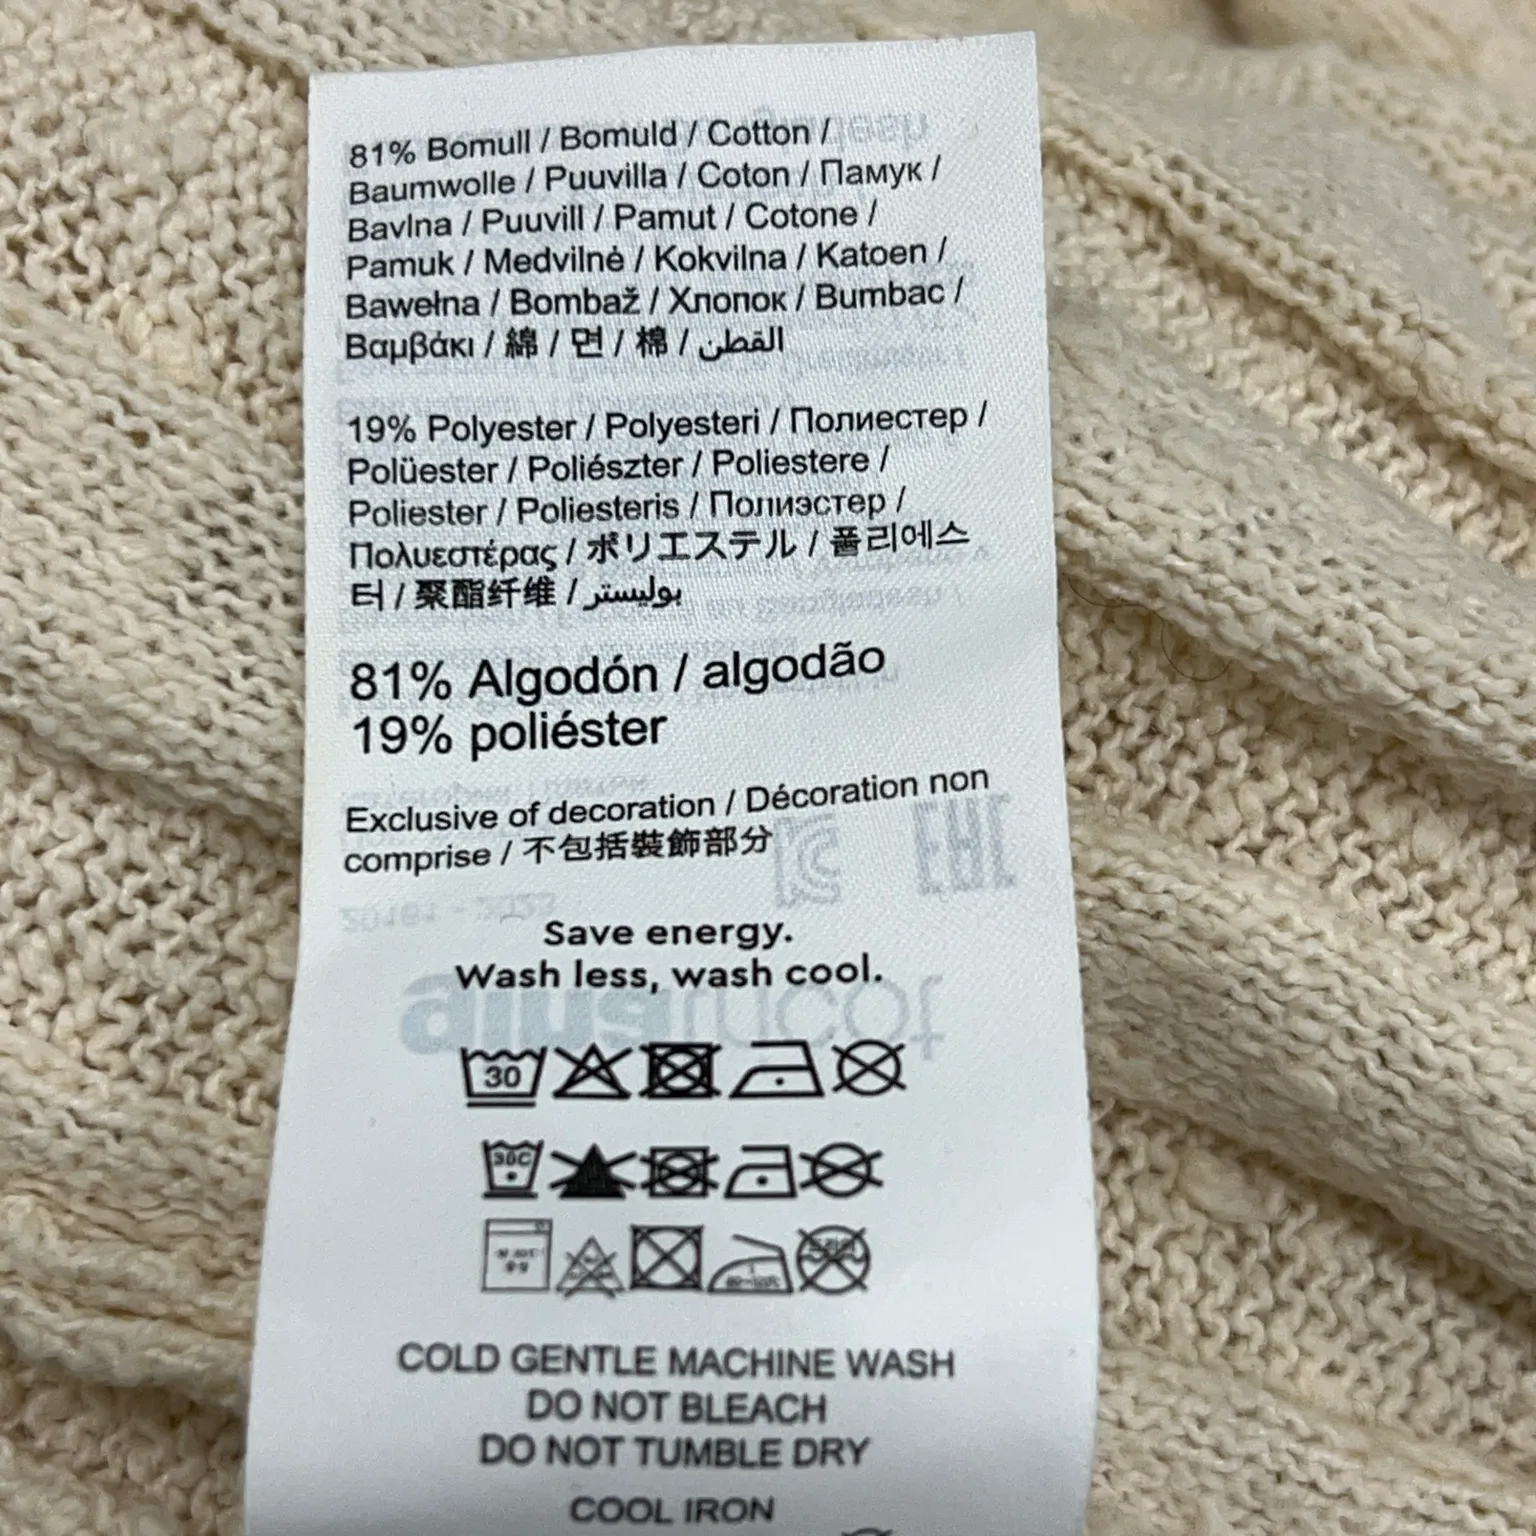 81% Bomull / Bomuld / Cotton /
Baumwolle / Puuvilla / Coton / Памук /
Bavlna / Puuvill / Pamut / Cotone /
Pamuk / Medvilnė / Kokvilna / Katoen /
Bawełna / Bombaž / Хлопок / Bumbac /
Βαμβάκι / 綿 / 면 / 棉 / القطن
19% Polyester / Polyesteri / Полиестер /
Polüester / Poliészter / Poliestere /
Poliester / Poliesteris / Полиэстер /
Πολυεστέρας / ポリエステル / 폴리에스
터 / 聚酯纤维 / بوليستر
81% Algodón / algodão
19% poliéster
Exclusive of decoration / Décoration non
comprise / 不包括裝飾部分
Save energy.
Wash less, wash cool.
30
30C
COLD GENTLE MACHINE WASH
DO NOT BLEACH
DO NOT TUMBLE DRY
COOL IRON